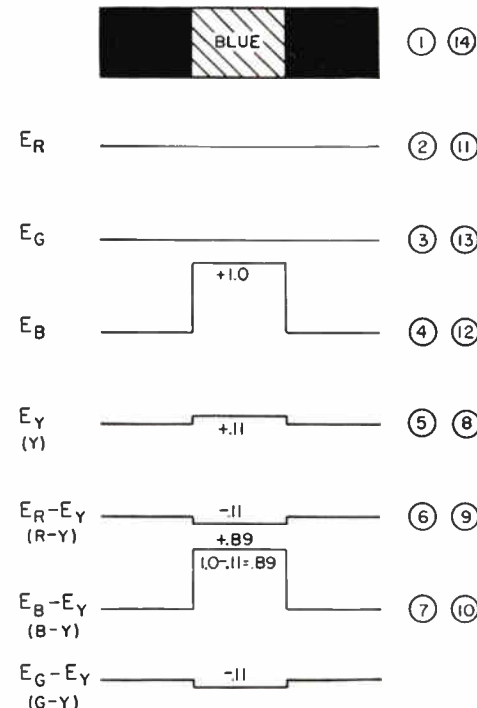 BLUE ① ⑭
E_R ② ⑪
E_G ③ ⑬
+1.0
E_B ④ ⑫
E_Y +.11 ⑤ ⑧
(Y)
E_R-E_Y -.11 ⑥ ⑨
(R-Y)
+.89
1.0-.11=.89
E_B-E_Y ⑦ ⑩
(B-Y)
E_G-E_Y -.11
(G-Y)